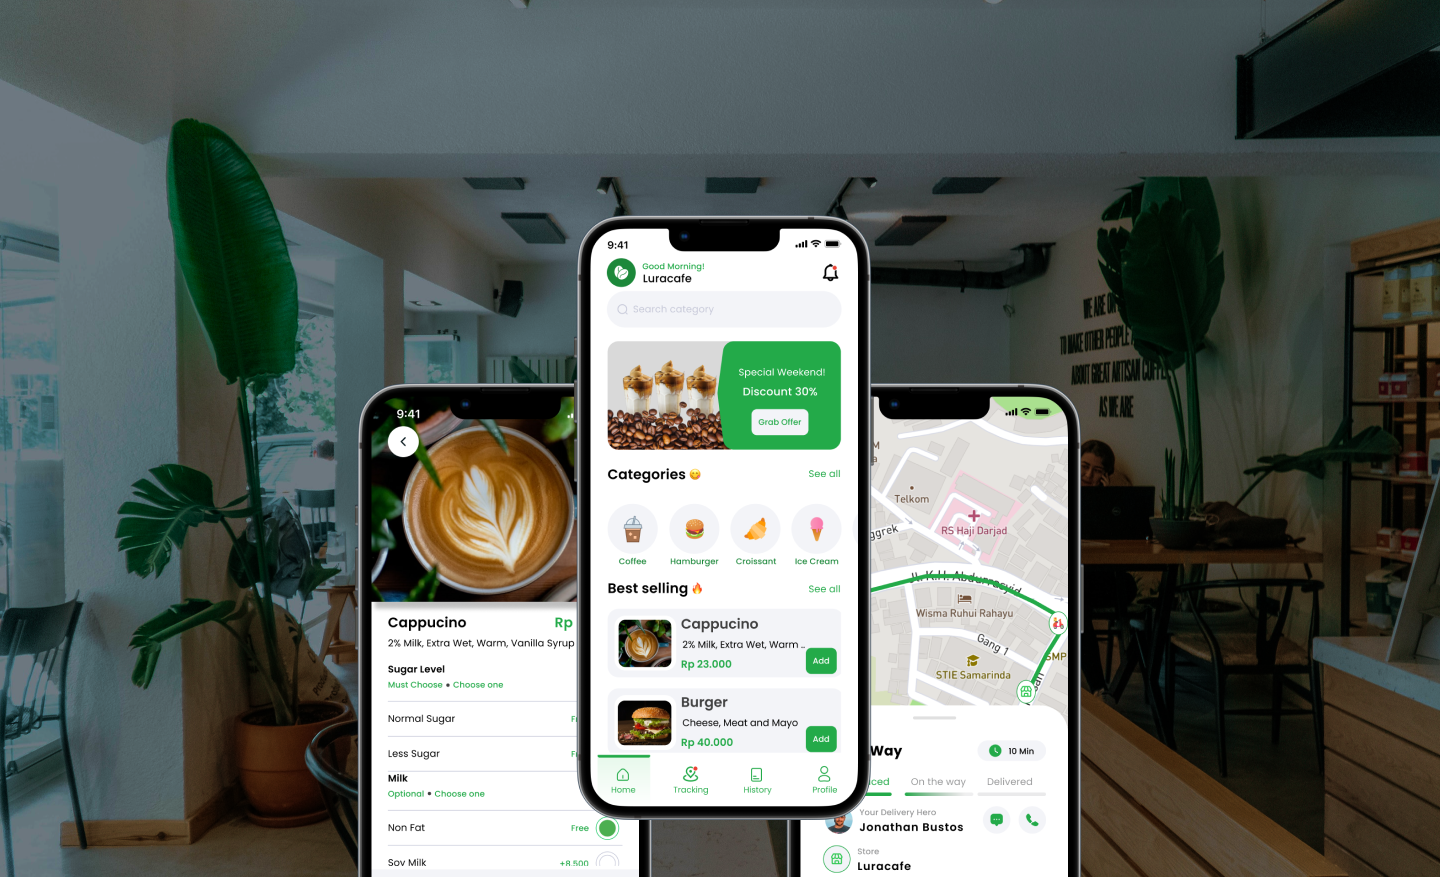 9:41
Good Morning!
Luracafe
Search category
Special Weekend!
Discount 30%
Grab Offer
Categories 😋
See all
Coffee
Hamburger
Croissant
Ice Cream
Best selling 🔥
See all
Cappucino
2% Milk, Extra Wet, Warm ..
Rp 23.000
Add
Burger
Cheese, Meat and Mayo
Rp 40.000
Add
Home
Tracking
History
Profile
9:41
Cappucino
Rp
2% Milk, Extra Wet, Warm, Vanilla Syrup
Sugar Level
Must Choose • Choose one
Normal Sugar
Less Sugar
Milk
Optional • Choose one
Non Fat
Free
Soy Milk
+8.500
Telkom
RS Haji Darjad
ggrek
Jl. K.H. Abdurrasyid
Wisma Ruhui Rahayu
Gang 1
SMP
STIE Samarinda
Way
10 Min
ced
On the way
Delivered
Your Delivery Hero
Jonathan Bustos
Store
Luracafe
WE ARE
TO MAKE OTHER PEOPLE
ABOUT GREAT ARTISAN
AS WE ARE